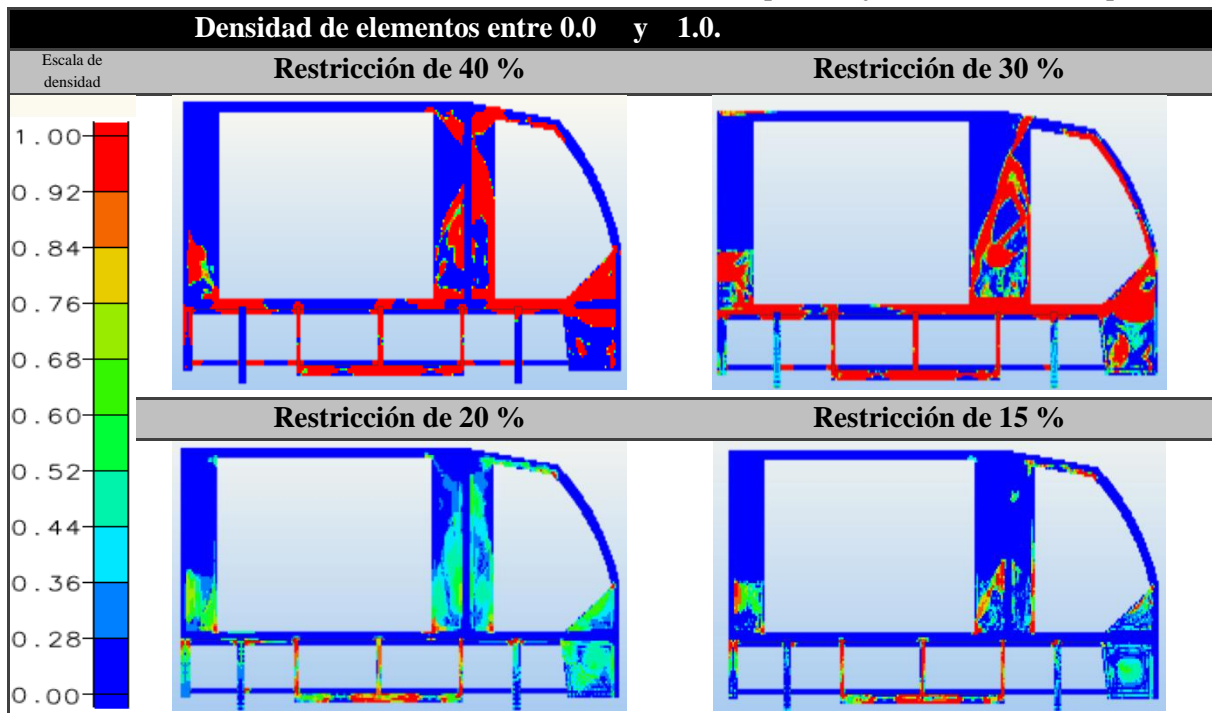 Densidad de elementos entre 0.0 y 1.0.
Escala de
densidad
Restricción de 40 %
Restricción de 30 %
1.00
0.92
0.84
0.76
0.68
0.60
0.52
0.44
0.36
0.28
0.00
Restricción de 20 %
Restricción de 15 %